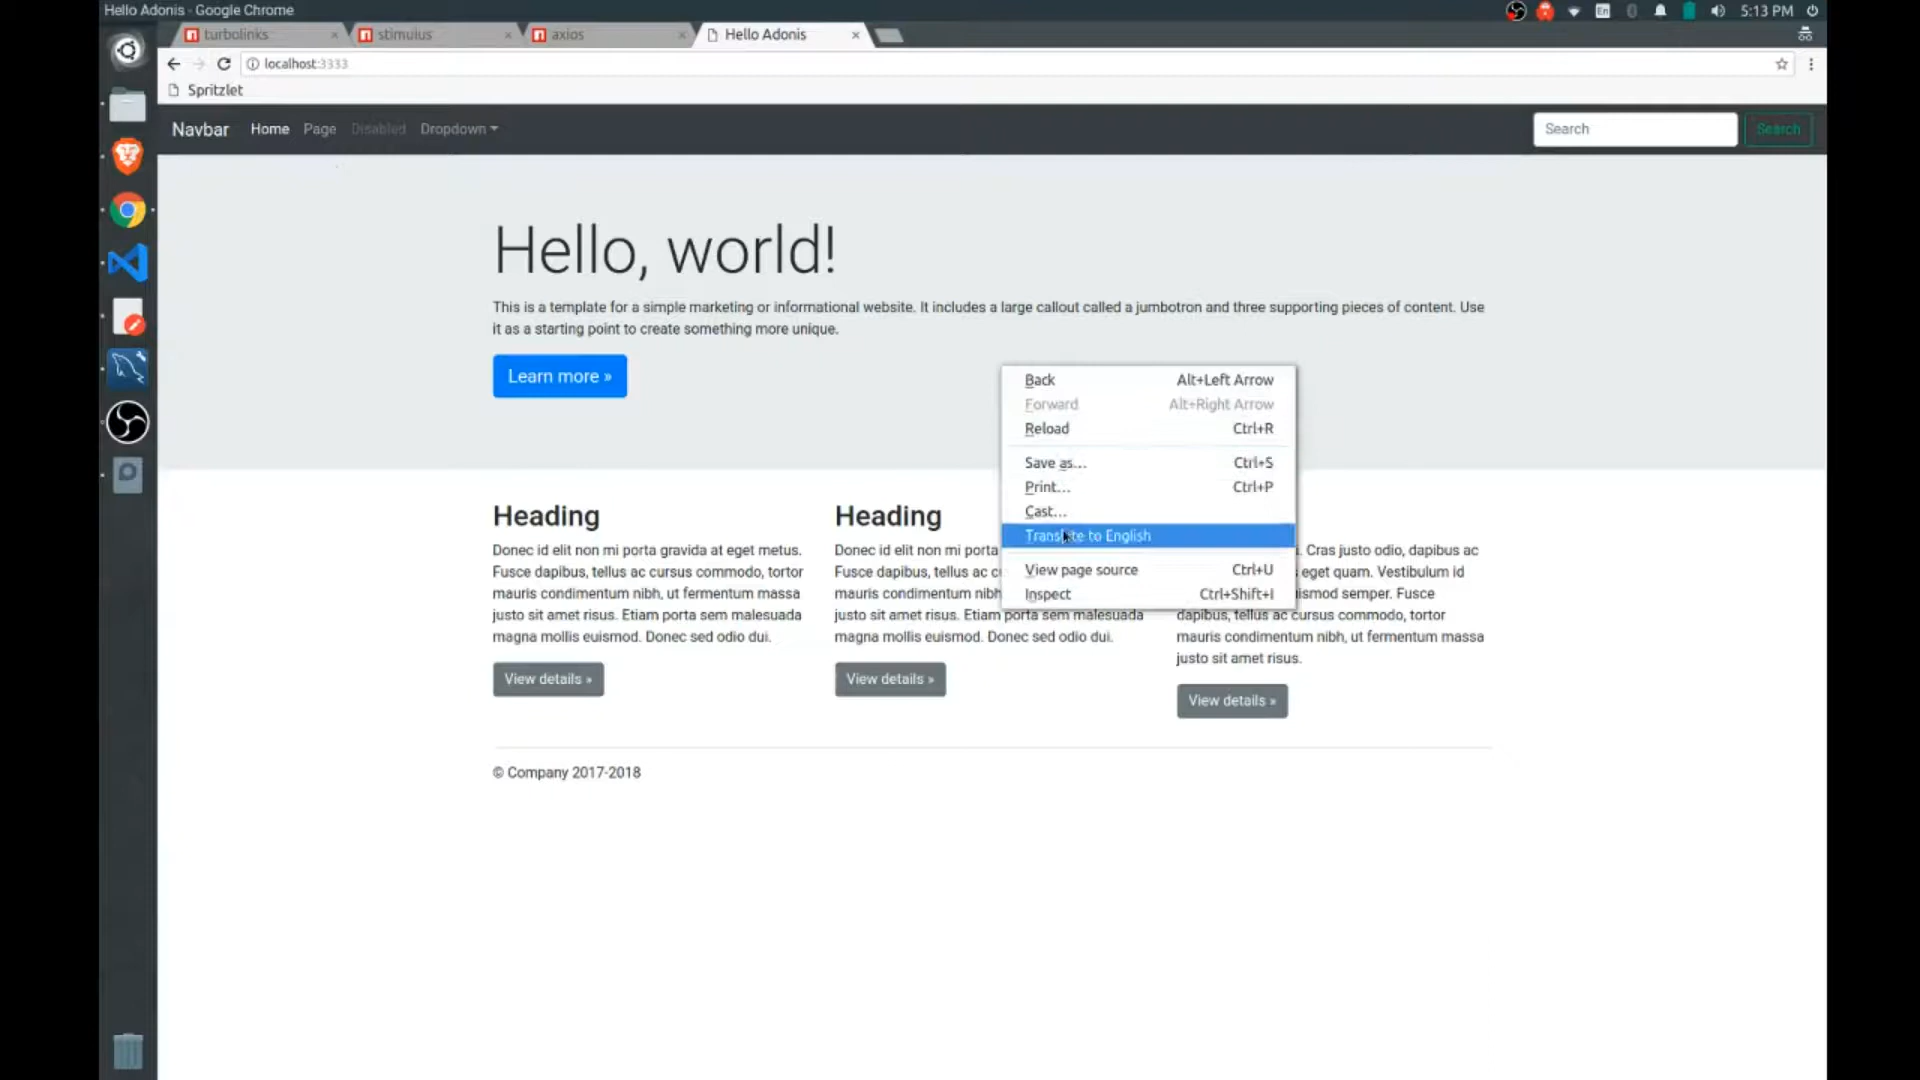 Hello Adonis - Google Chrome
En
5:13 PM
turbolinks
stimulus
axios
Hello Adonis
localhost:3333
Spritzlet
Navbar Home Page Disabled Dropdown
Search
Search
Hello, world!
This is a template for a simple marketing or informational website. It includes a large callout called a jumbotron and three supporting pieces of content. Use
it as a starting point to create something more unique.
Learn more »
Back Alt+Left Arrow
Forward Alt+Right Arrow
Reload Ctrl+R
Save as... Ctrl+S
Print... Ctrl+P
Cast...
Translate to English
View page source Ctrl+U
Inspect Ctrl+Shift+I
Heading
Donec id elit non mi porta gravida at eget metus.
Fusce dapibus, tellus ac cursus commodo, tortor
mauris condimentum nibh, ut fermentum massa
justo sit amet risus. Etiam porta sem malesuada
magna mollis euismod. Donec sed odio dui.
View details »
Heading
Donec id elit non mi porta
Fusce dapibus, tellus ac
mauris condimentum nibh
justo sit amet risus. Etiam porta sem malesuada
magna mollis euismod. Donec sed odio dui.
View details »
. Cras justo odio, dapibus ac
eget quam. Vestibulum id
ismod semper. Fusce
dapibus, tellus ac cursus commodo, tortor
mauris condimentum nibh, ut fermentum massa
justo sit amet risus.
View details »
© Company 2017-2018